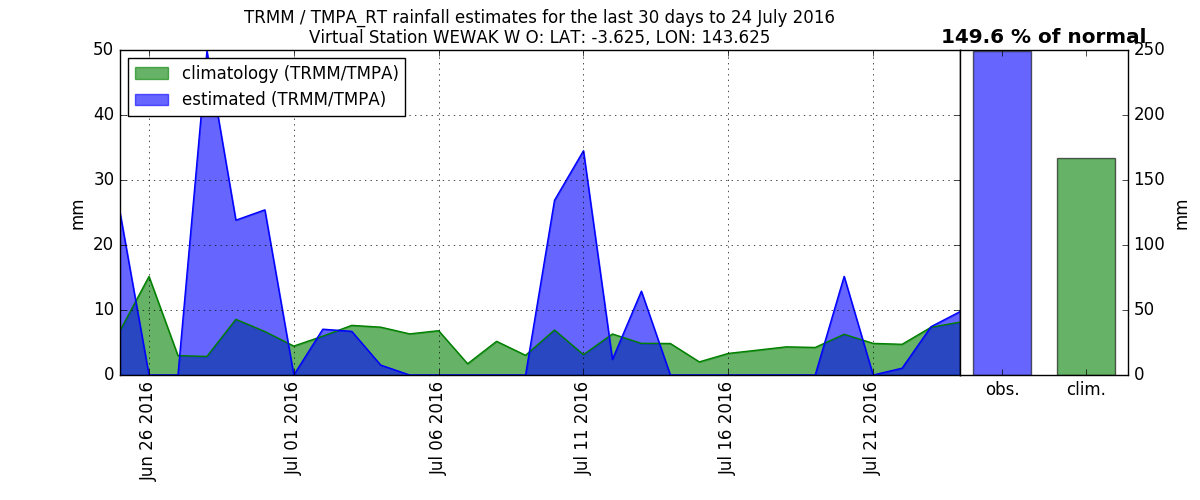 TRMM / TMPA_RT rainfall estimates for the last 30 days to 24 July 2016
Virtual Station WEWAK W O: LAT: -3.625, LON: 143.625
149.6 % of normal
climatology (TRMM/TMPA)
estimated (TRMM/TMPA)
50
40
30
20
10
0
mm
Jun 26 2016
Jul 01 2016
Jul 06 2016
Jul 11 2016
Jul 16 2016
Jul 21 2016
obs.
clim.
250
200
150
100
50
0
mm